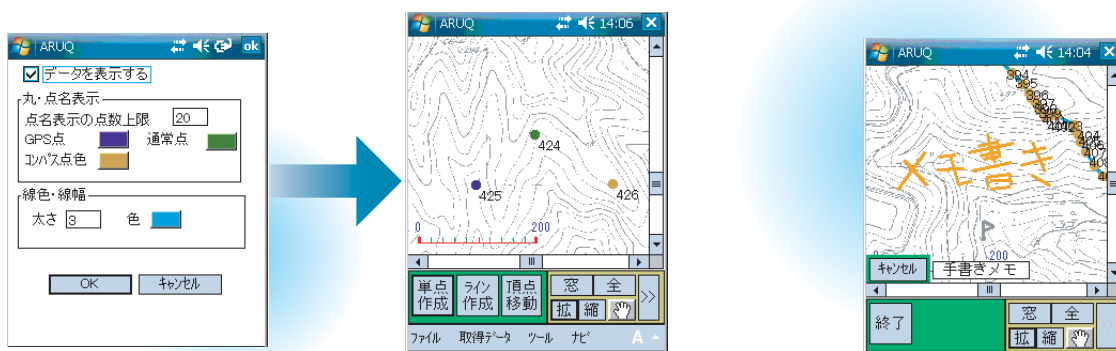 ARUQ ok
データを表示する
丸・点名表示
点名表示の点数上限 20
GPS点 通常点
コンパス点色
線色・線幅
太さ 3 色
OK キャンセル
ARUQ 14:06
424
425 426
0 200
単点作成 ライン作成 頂点移動 窓 全
拡 縮 >>
ファイル 取得データ ツール ナビ A
ARUQ 14:04
394
395
396
メモ書き
200
キャンセル 手書きメモ
終了 窓 全
拡 縮